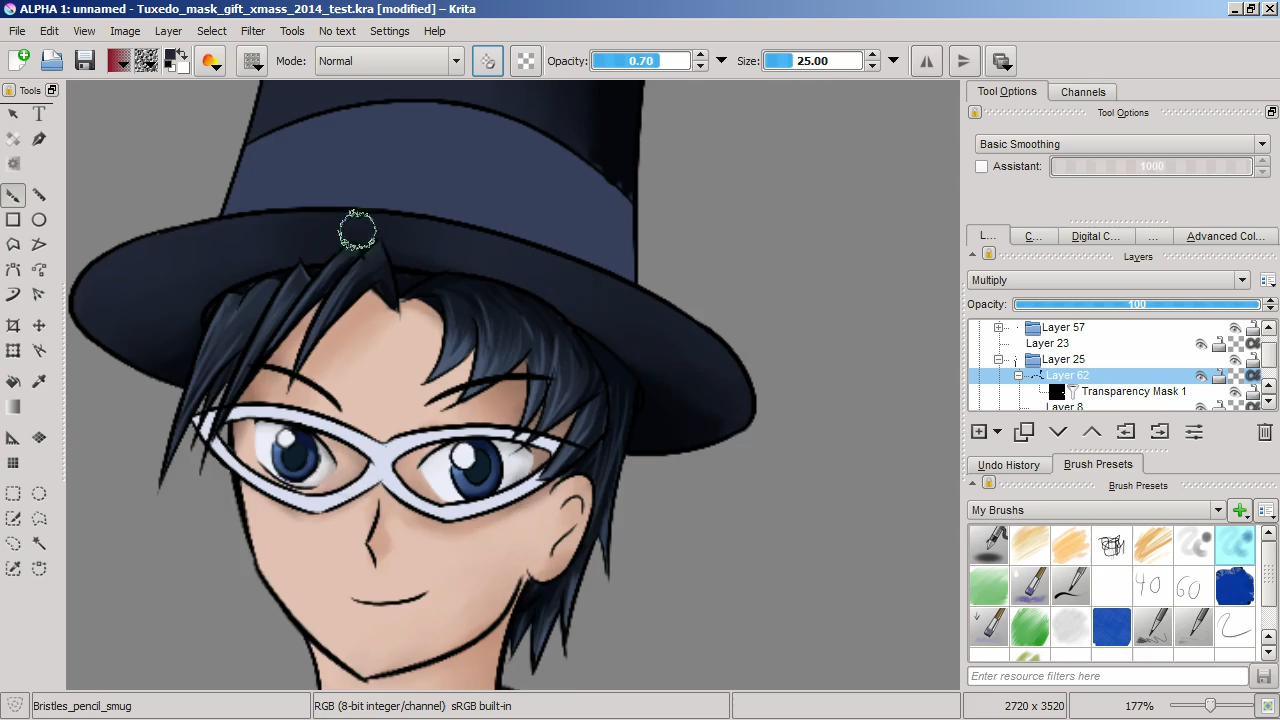 ALPHA 1: unnamed - Tuxedo_mask_gift_xmass_2014_test.kra [modified] – Krita
File Edit View Image Layer Select Filter Tools No text Settings Help
Mode: Normal Opacity: 0.70 Size: 25.00
Tools
Tool Options Channels
Tool Options
Basic Smoothing
Assistant: 1000
L... C... Digital C... ... Advanced Col...
Layers
Multiply
Opacity: 100
Layer 57
Layer 23
Layer 25
Layer 62
Transparency Mask 1
Layer 8
Undo History Brush Presets
Brush Presets
My Brushes
40 60
Enter resource filters here
Bristles_pencil_smug RGB (8-bit integer/channel) sRGB built-in 2720 x 3520 177%